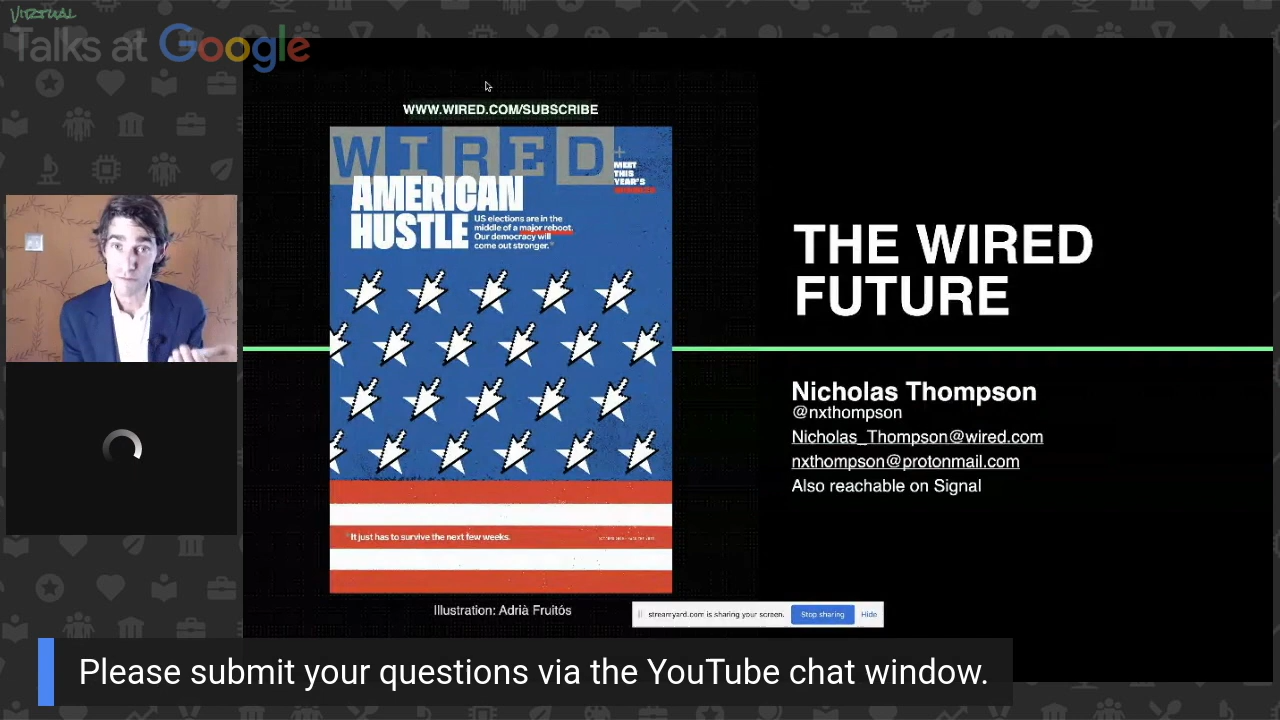 VIRTUAL
Talks at Google
WWW.WIRED.COM/SUBSCRIBE
WIRED
MEET
THIS
YEAR'S
AMERICAN
HUSTLE
US elections are in the
middle of a major reboot.
Our democracy will
come out stronger.*
*It just has to survive the next few weeks.
Illustration: Adrià Fruitós
THE WIRED
FUTURE
Nicholas Thompson
@nxthompson
Nicholas_Thompson@wired.com
nxthompson@protonmail.com
Also reachable on Signal
streamyard.com is sharing your screen.
Stop sharing
Hide
Please submit your questions via the YouTube chat window.